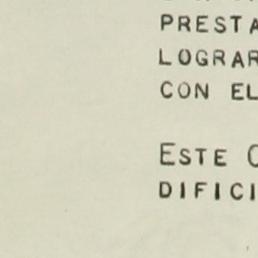 PRESTA
LOGRAR
CON EL
ESTE
DIFICI